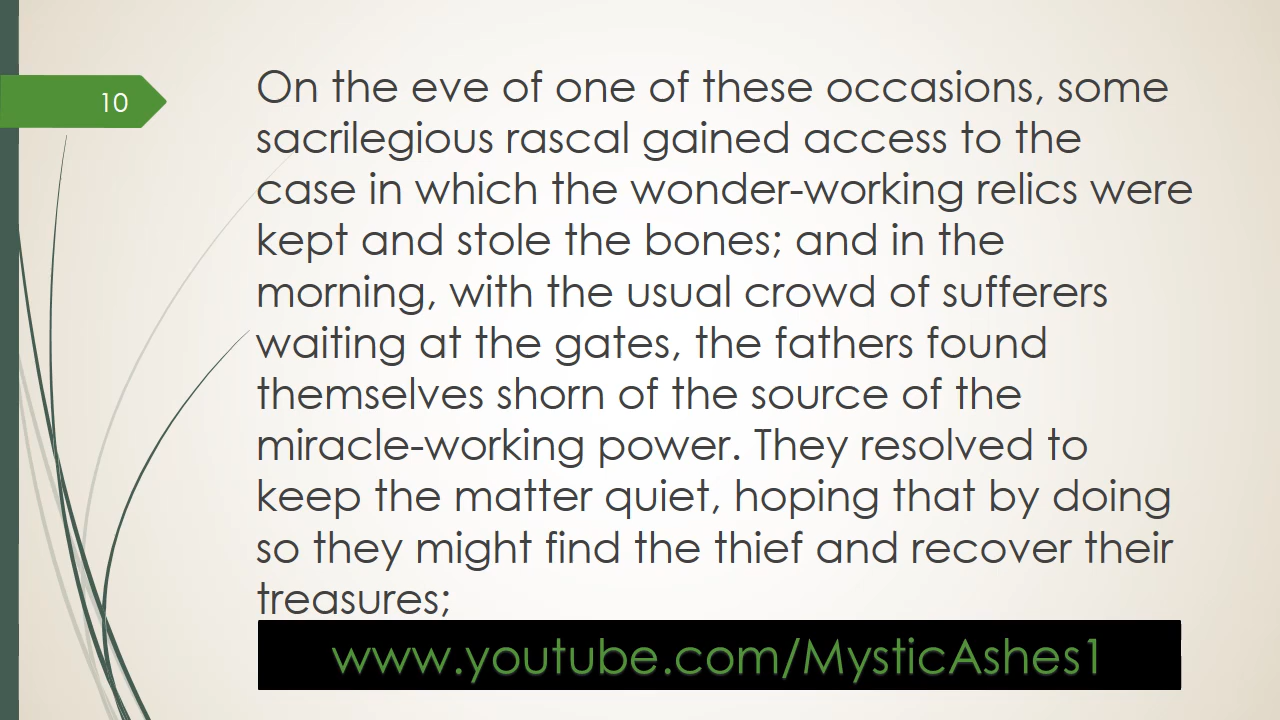 10
On the eve of one of these occasions, some
sacrilegious rascal gained access to the
case in which the wonder-working relics were
kept and stole the bones; and in the
morning, with the usual crowd of sufferers
waiting at the gates, the fathers found
themselves shorn of the source of the
miracle-working power. They resolved to
keep the matter quiet, hoping that by doing
so they might find the thief and recover their
treasures;
www.youtube.com/MysticAshes1